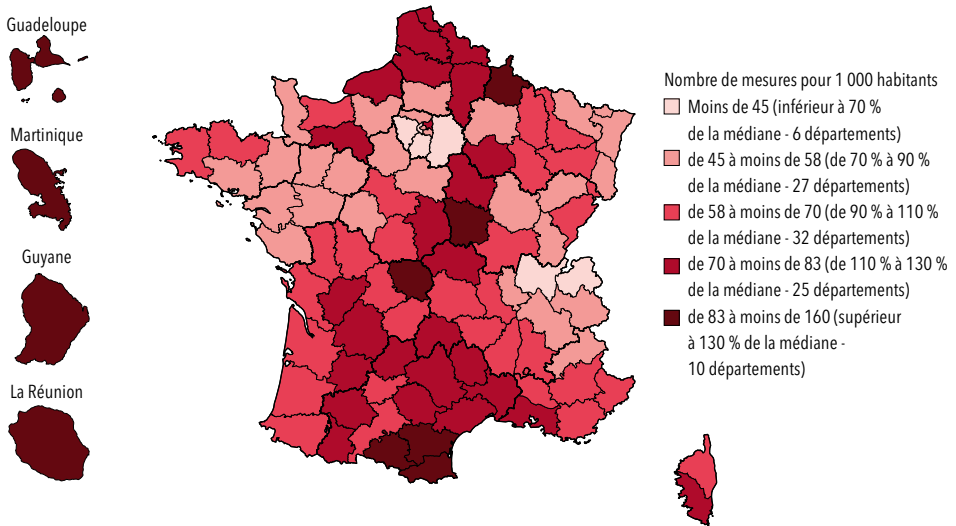 Guadeloupe
Martinique
Guyane
La Réunion
Nombre de mesures pour 1 000 habitants
Moins de 45 (inférieur à 70 %
de la médiane - 6 départements)
de 45 à moins de 58 (de 70 % à 90 %
de la médiane - 27 départements)
de 58 à moins de 70 (de 90 % à 110 %
de la médiane - 32 départements)
de 70 à moins de 83 (de 110 % à 130 %
de la médiane - 25 départements)
de 83 à moins de 160 (supérieur
à 130 % de la médiane -
10 départements)